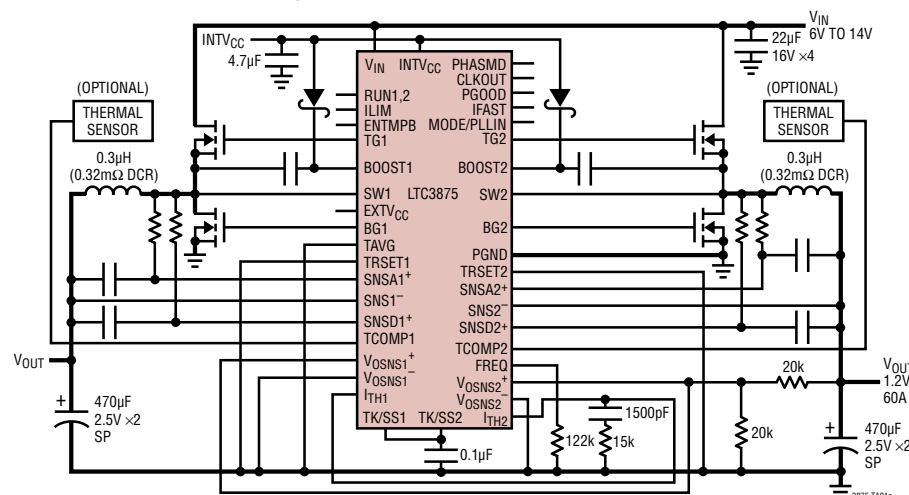 VIN
6V TO 14V
INTVCC
4.7µF
22µF
16V ×4
(OPTIONAL)
THERMAL
SENSOR
0.3µH
(0.32mΩ DCR)
VIN
INTVCC
PHASMD
CLKOUT
PGOOD
IFAST
MODE/PLLIN
TG2
RUN1,2
ILIM
ENTMPB
TG1
BOOST1
BOOST2
SW1
LTC3875
SW2
EXTVCC
BG1
BG2
TAVG
PGND
TRSET1
TRSET2
SNSA1+
SNSA2+
SNS1–
SNS2–
SNSD1+
SNSD2+
TCOMP1
TCOMP2
VOSNS1+
FREQ
VOSNS1–
VOSNS2+
ITH1
VOSNS2–
TK/SS1
TK/SS2
ITH2
(OPTIONAL)
THERMAL
SENSOR
0.3µH
(0.32mΩ DCR)
VOUT
+
470µF
2.5V ×2
SP
0.1µF
122k
1500pF
15k
20k
20k
VOUT
1.2V
60A
+
470µF
2.5V ×2
SP